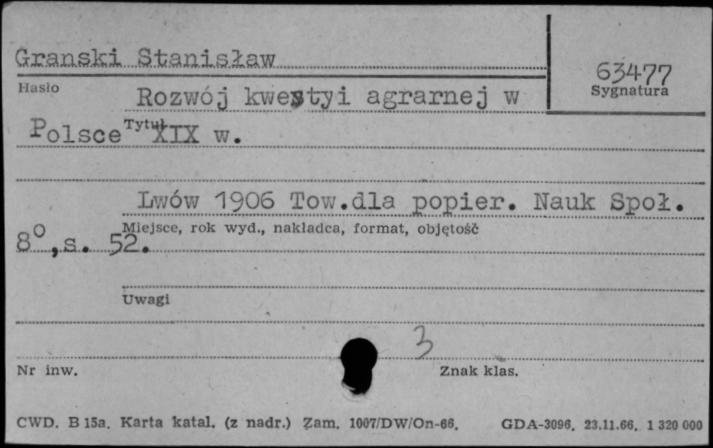 Granski Stanisław
63477
Hasło
Sygnatura
Rozwój kwestyi agrarnej w
Polsce Tytuł XIX w.
Lwów 1906 Tow.dla popier. Nauk Społ.
Miejsce, rok wyd., nakładca, format, objętość
8°,s. 52.
Uwagi
3
Nr inw.
Znak klas.
CWD. B 15a. Karta katal. (z nadr.) Zam. 1007/DW/On-66. GDA-3096. 23.11.66. 1 320 000